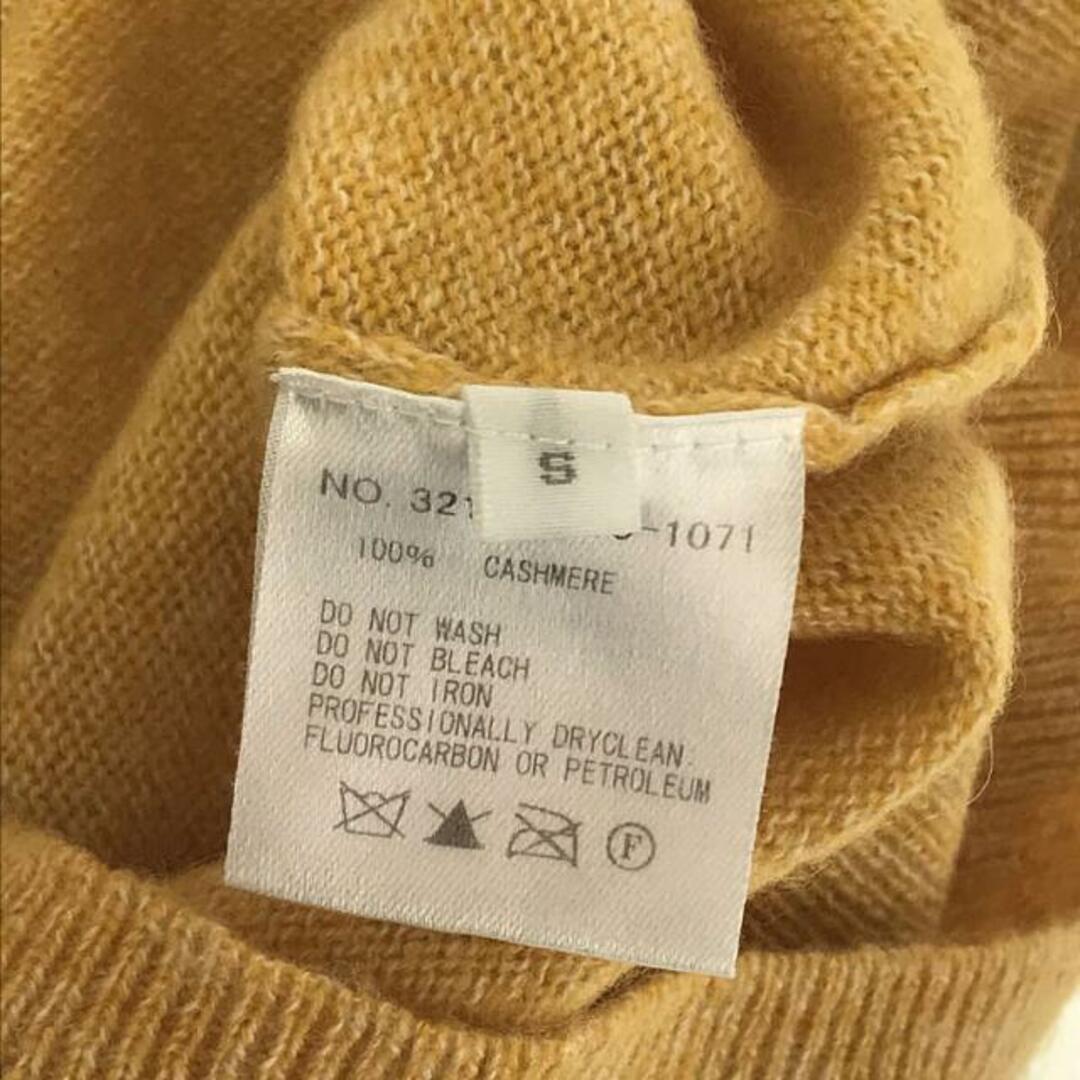 S
NO. 321 -1071
100% CASHMERE
DO NOT WASH
DO NOT BLEACH
DO NOT IRON
PROFESSIONALLY DRYCLEAN.
FLUOROCARBON OR PETROLEUM
F